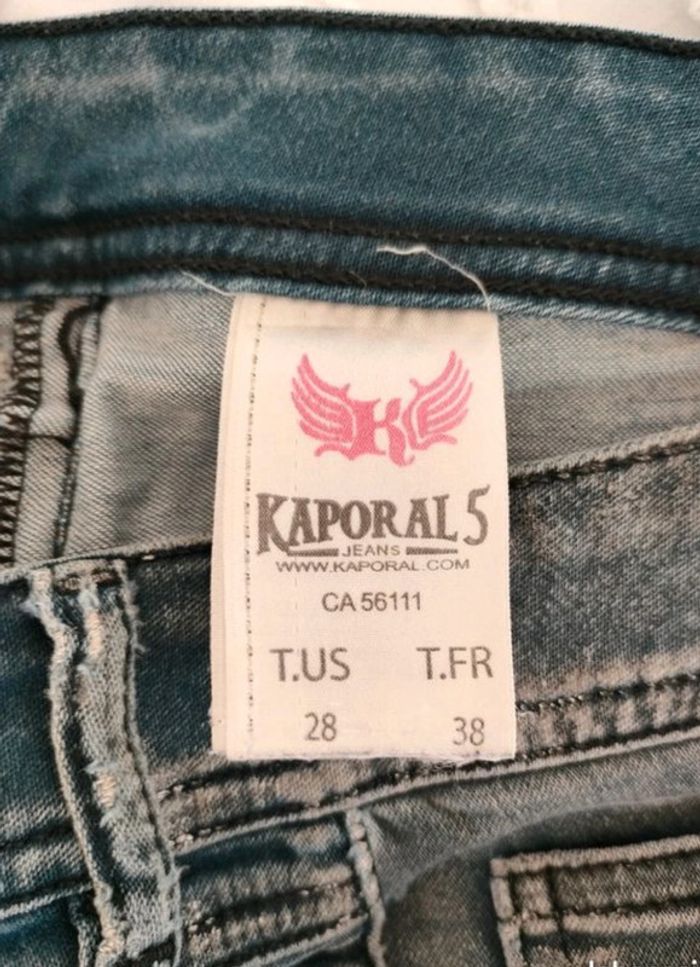 K
KAPORAL 5
JEANS
WWW.KAPORAL.COM
CA 56111
T.US T.FR
28 38